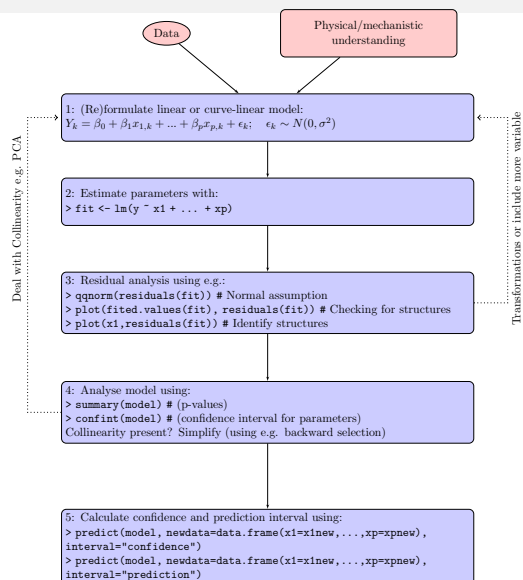 Data
Physical/mechanistic
understanding
1: (Re)formulate linear or curve-linear model:
Y_k = β_0 + β_1x_{1,k} + ... + β_px_{p,k} + ϵ_k; ϵ_k ∼ N(0, σ^2)
2: Estimate parameters with:
> fit <- lm(y ~ x1 + ... + xp)
3: Residual analysis using e.g.:
> qqnorm(residuals(fit)) # Normal assumption
> plot(fited.values(fit), residuals(fit)) # Checking for structures
> plot(x1,residuals(fit)) # Identify structures
4: Analyse model using:
> summary(model) # (p-values)
> confint(model) # (confidence interval for parameters)
Collinearity present? Simplify (using e.g. backward selection)
5: Calculate confidence and prediction interval using:
> predict(model, newdata=data.frame(x1=x1new,...,xp=xpnew),
interval="confidence")
> predict(model, newdata=data.frame(x1=x1new,...,xp=xpnew),
interval="prediction")
Deal with Collinearity e.g. PCA
Transformations or include more variable